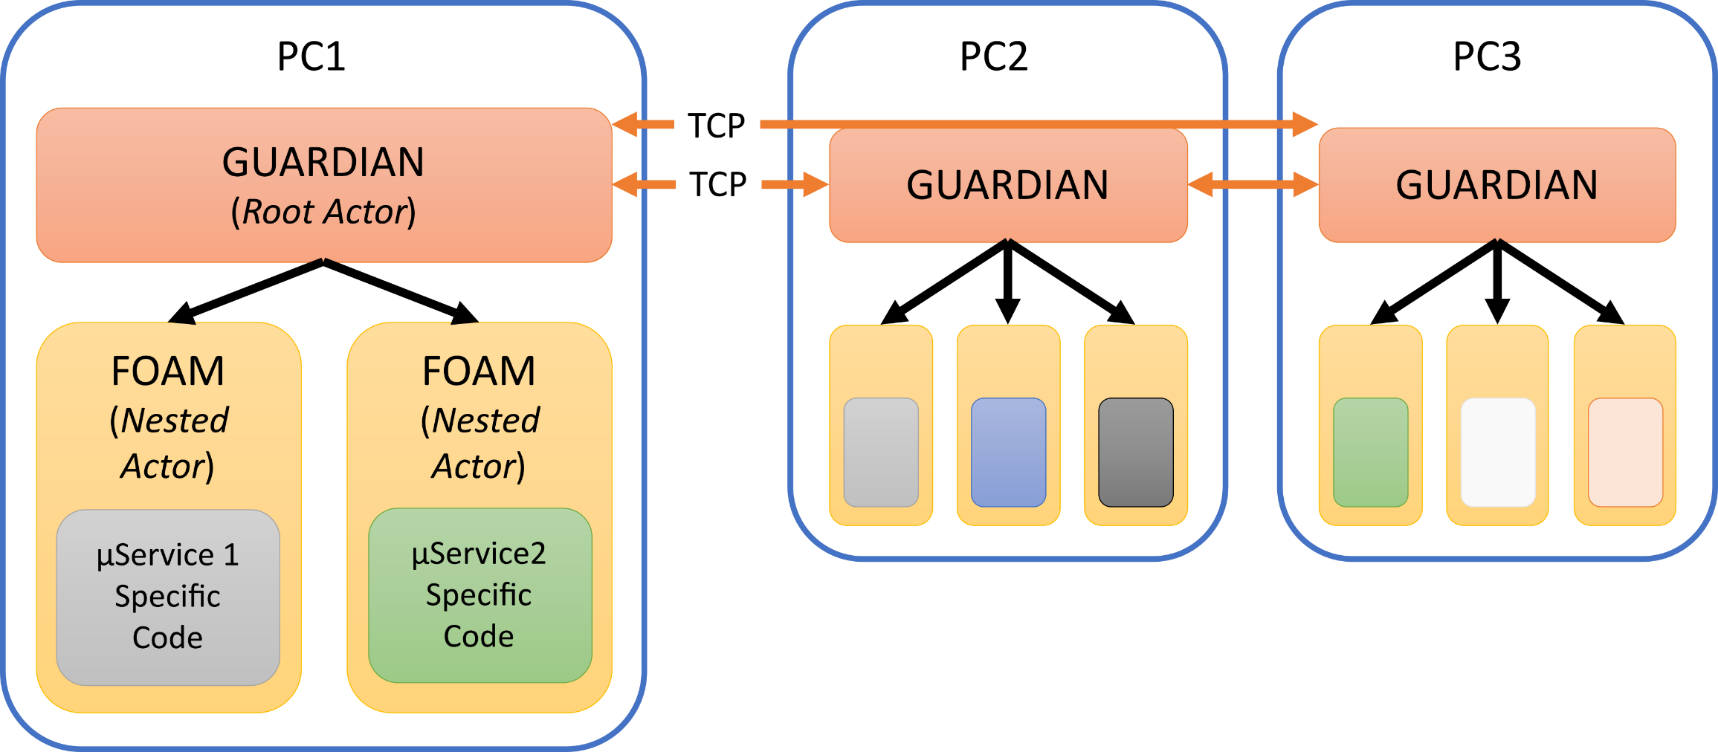 PC1
PC2
PC3
TCP
TCP
GUARDIAN
(Root Actor)
GUARDIAN
GUARDIAN
FOAM
(Nested
Actor)
FOAM
(Nested
Actor)
µService 1
Specific
Code
µService2
Specific
Code